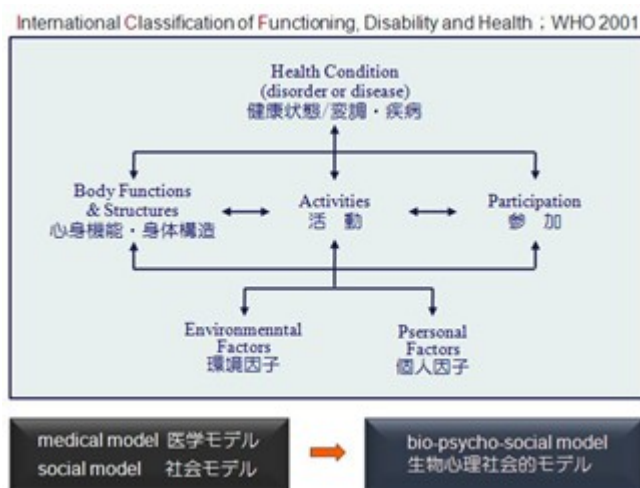 International Classification of Functioning, Disability and Health ; WHO 2001
Health Condition
(disorder or disease)
健康状態/変調・疾病
Body Functions
& Structures
心身機能・身体構造
Activities
活 動
Participation
参 加
Environmenntal
Factors
環境因子
Psersonal
Factors
個人因子
medical model 医学モデル
social model 社会モデル
bio-psycho-social model
生物心理社会的モデル